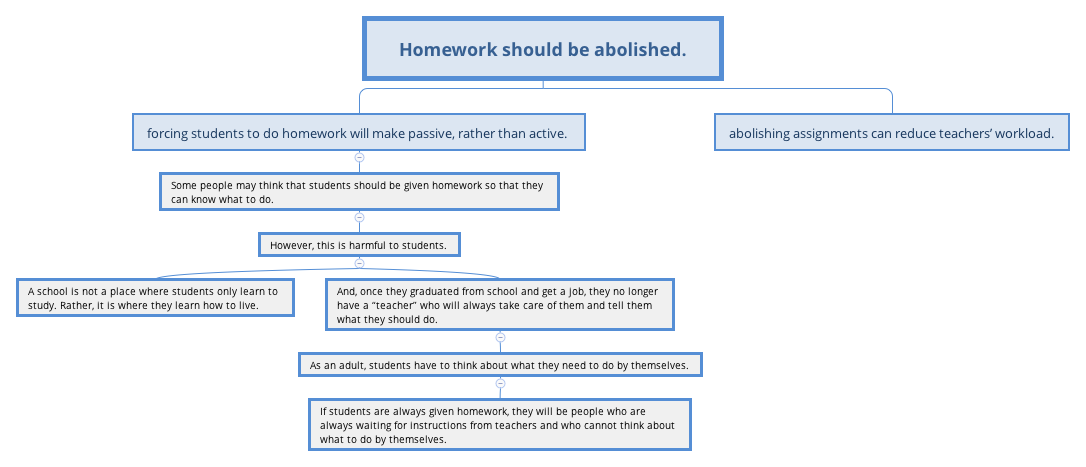 Homework should be abolished.
forcing students to do homework will make passive, rather than active.
abolishing assignments can reduce teachers’ workload.
Some people may think that students should be given homework so that they
can know what to do.
However, this is harmful to students.
A school is not a place where students only learn to
study. Rather, it is where they learn how to live.
And, once they graduated from school and get a job, they no longer
have a “teacher” who will always take care of them and tell them
what they should do.
As an adult, students have to think about what they need to do by themselves.
If students are always given homework, they will be people who are
always waiting for instructions from teachers and who cannot think about
what to do by themselves.